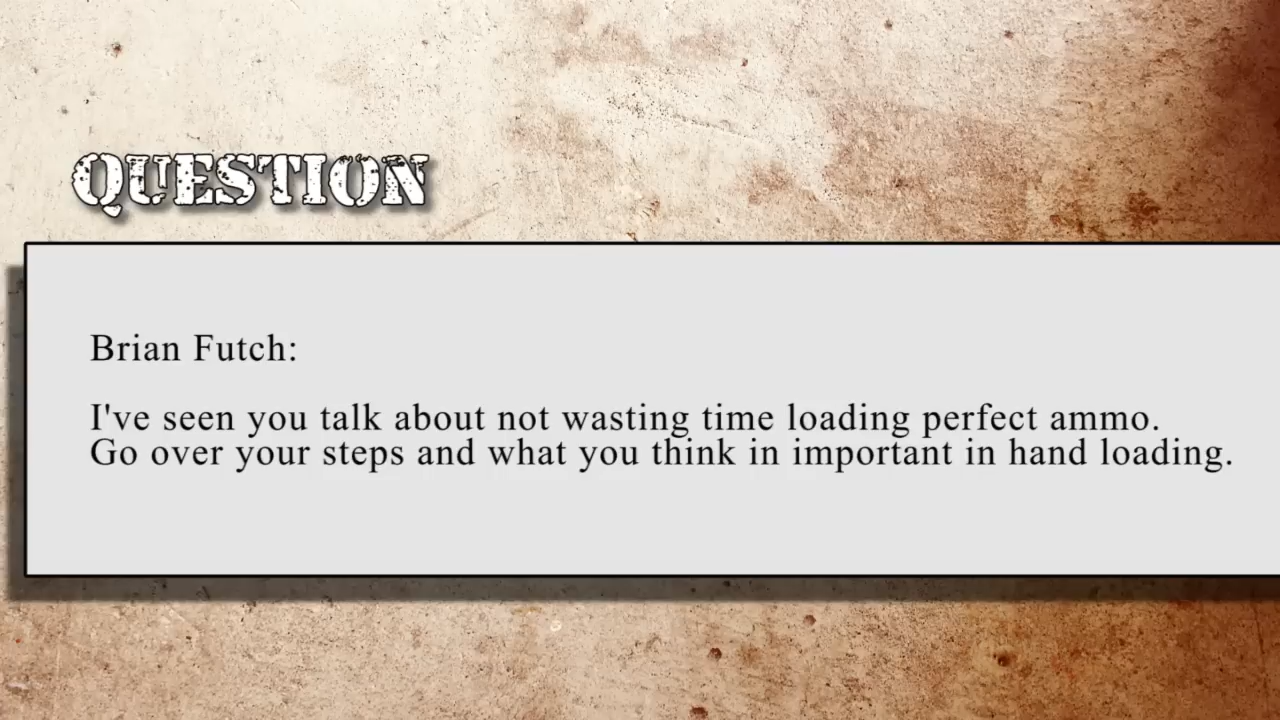 QUESTION
Brian Futch:
I've seen you talk about not wasting time loading perfect ammo.
Go over your steps and what you think in important in hand loading.